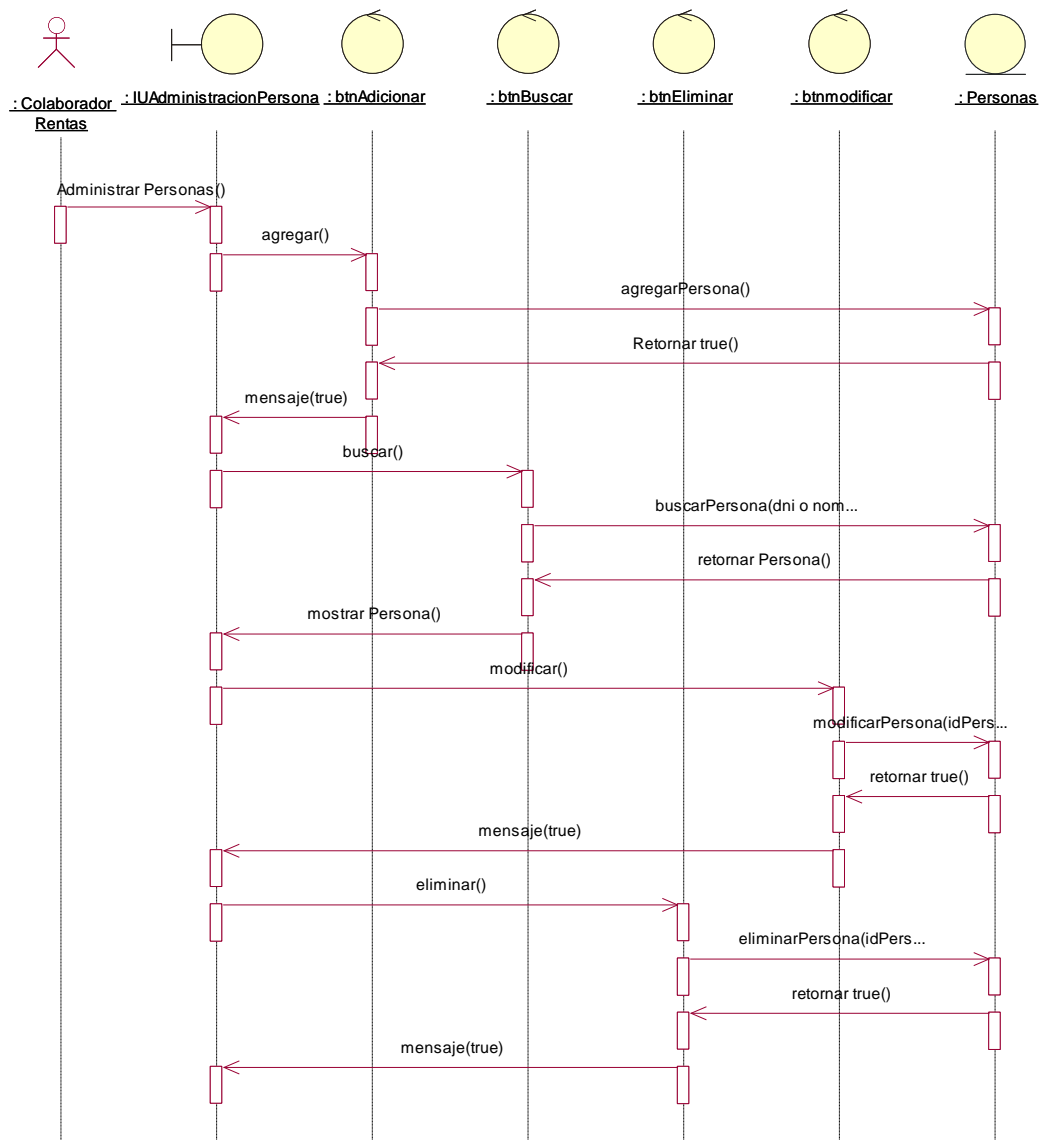 : Colaborador
Rentas
: IUAdministracionPersona
: btnAdicionar
: btnBuscar
: btnEliminar
: btnmodificar
: Personas
Administrar Personas()
agregar()
agregarPersona()
Retornar true()
mensaje(true)
buscar()
buscarPersona(dni o nom...
retornar Persona()
mostrar Persona()
modificar()
modificarPersona(idPers...
retornar true()
mensaje(true)
eliminar()
eliminarPersona(idPers...
retornar true()
mensaje(true)